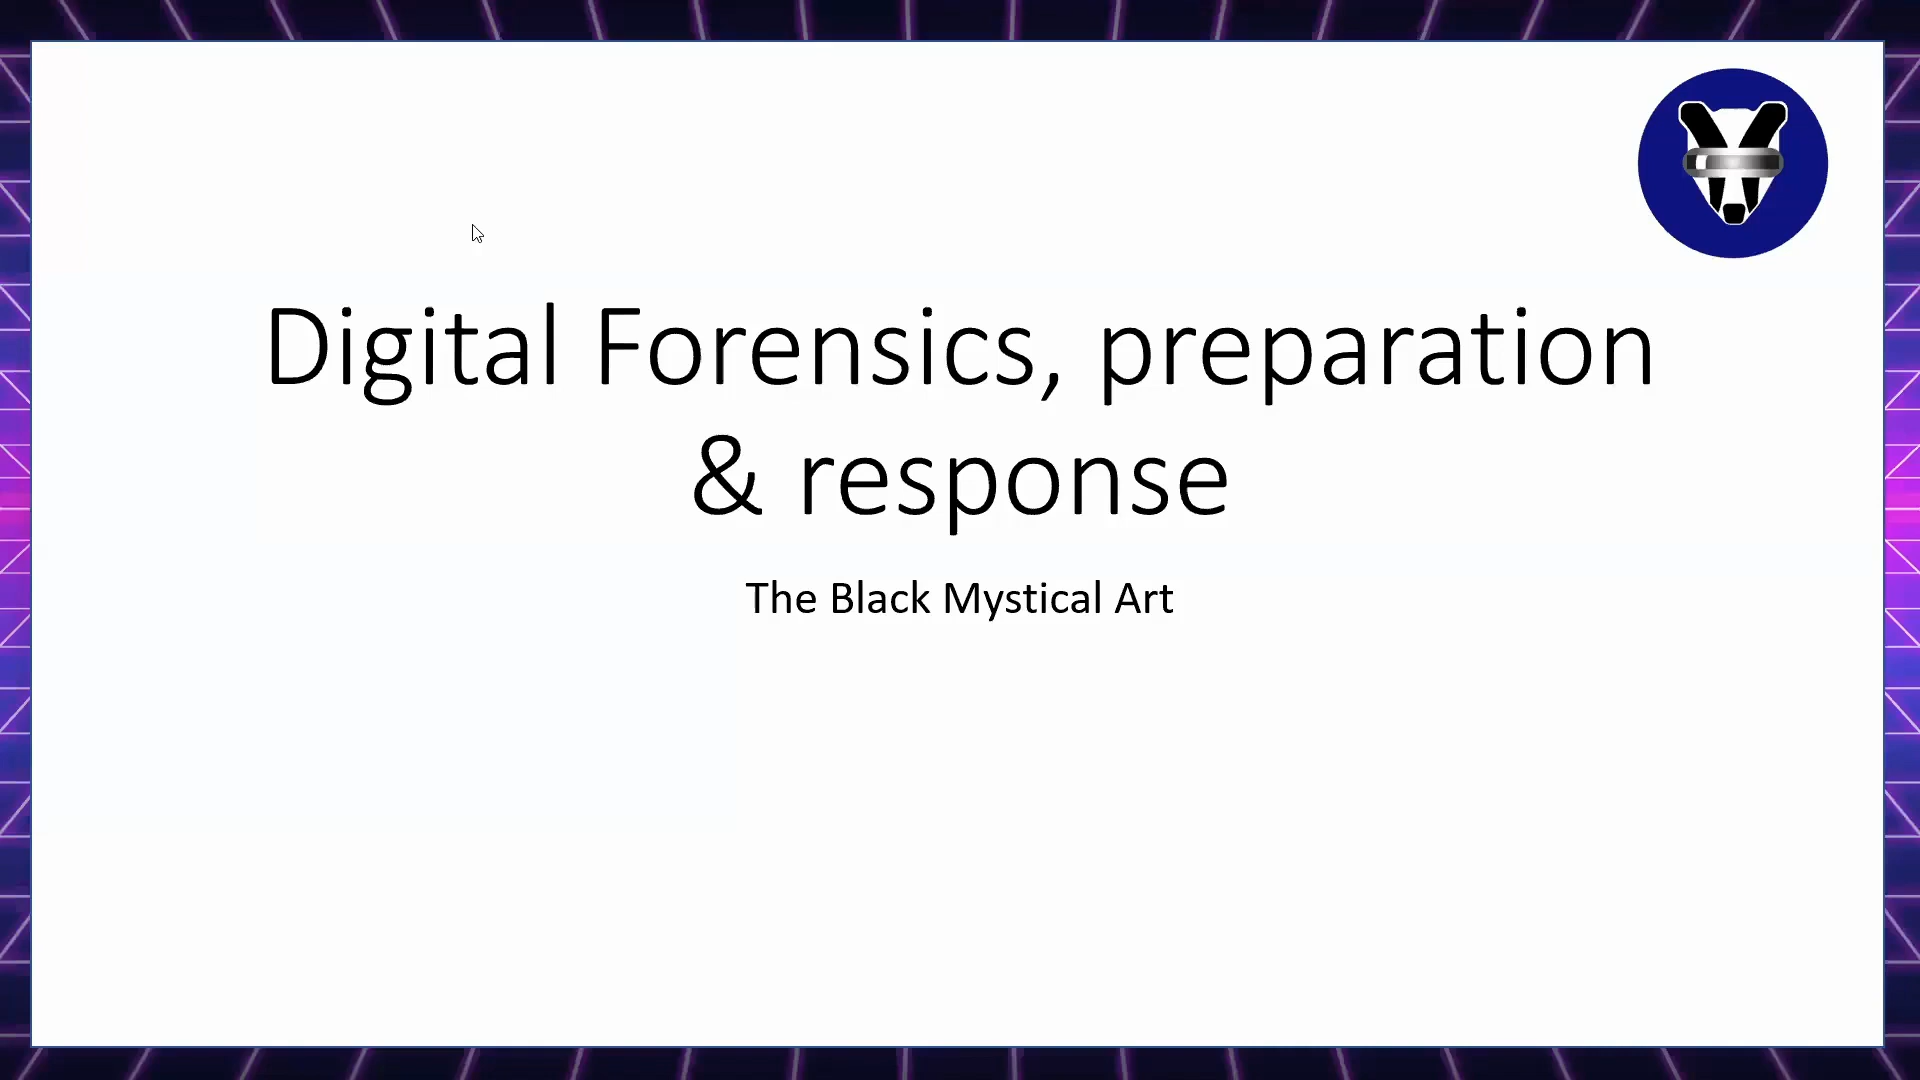 Digital Forensics, preparation
& response
The Black Mystical Art